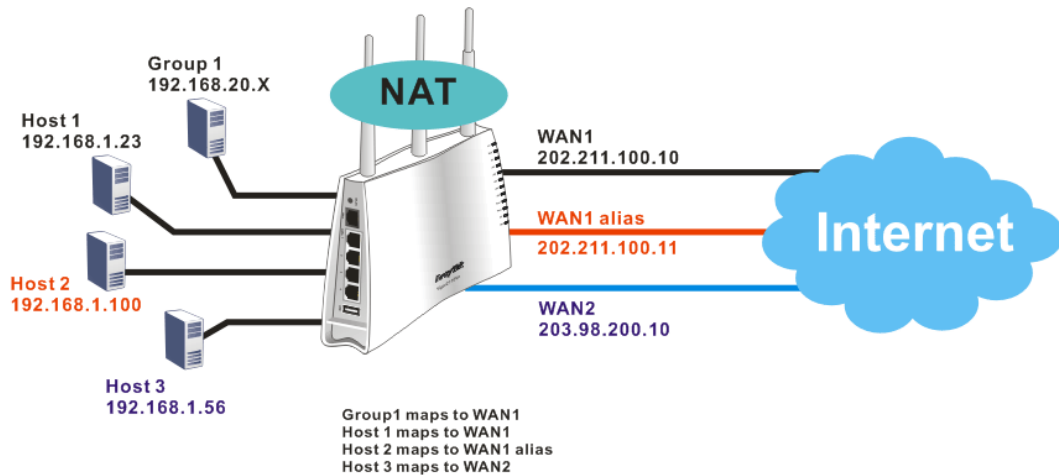 NAT
Group 1
192.168.20.X
Host 1
192.168.1.23
Host 2
192.168.1.100
Host 3
192.168.1.56
WAN1
202.211.100.10
WAN1 alias
202.211.100.11
WAN2
203.98.200.10
Internet
Group1 maps to WAN1
Host 1 maps to WAN1
Host 2 maps to WAN1 alias
Host 3 maps to WAN2